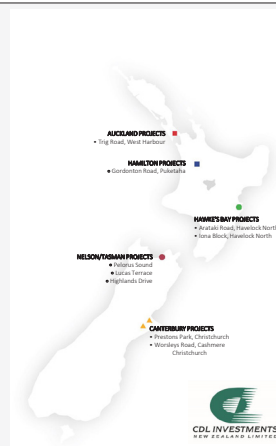 AUCKLAND PROJECTS
• Trig Road, West Harbour
HAMILTON PROJECTS
• Gordonton Road, Puketaha
HAWKE'S BAY PROJECTS
• Arataki Road, Havelock North
• Iona Block, Havelock North
NELSON/TASMAN PROJECTS
• Pelorus Sound
• Lucas Terrace
• Highlands Drive
CANTERBURY PROJECTS
• Prestons Park, Christchurch
• Worsleys Road, Cashmere
Christchurch
CDL INVESTMENTS
NEW ZEALAND LIMITED